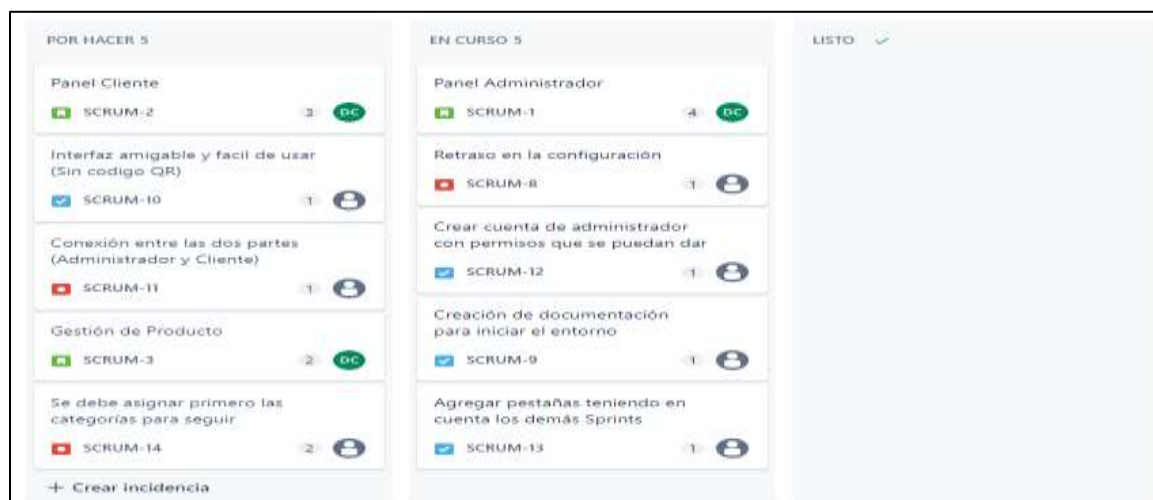 POR HACER 5
Panel Cliente
SCRUM-2 3 DC
Interfaz amigable y facil de usar
(Sin codigo QR)
SCRUM-10 1
Conexión entre las dos partes
(Administrador y Cliente)
SCRUM-11 1
Gestión de Producto
SCRUM-3 2 DC
Se debe asignar primero las
categorías para seguir
SCRUM-14 2
+ Crear incidencia
EN CURSO 5
Panel Administrador
SCRUM-1 4 DC
Retraso en la configuración
SCRUM-8 1
Crear cuenta de administrador
con permisos que se puedan dar
SCRUM-12 1
Creación de documentación
para iniciar el entorno
SCRUM-9 1
Agregar pestañas teniendo en
cuenta los demás Sprints
SCRUM-13 1
LISTO